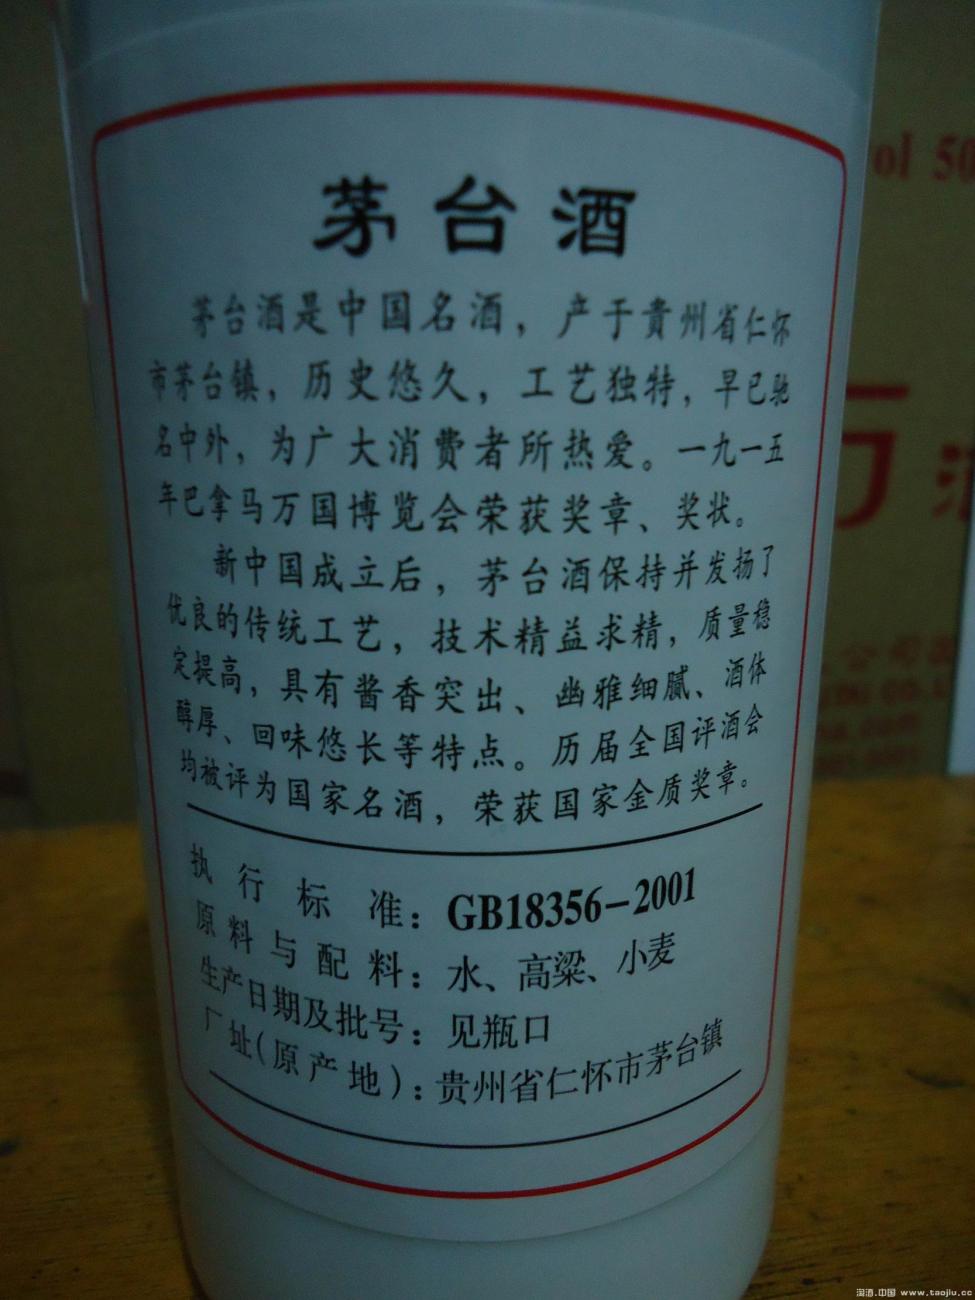 茅台酒
茅台酒是中国名酒，产于贵州省仁怀
市茅台镇，历史悠久，工艺独特，早已驰
名中外，为广大消费者所热爱。一九一五
年巴拿马万国博览会荣获奖章、奖状。
新中国成立后，茅台酒保持并发扬了
优良的传统工艺，技术精益求精，质量稳
定提高，具有酱香突出、幽雅细腻、酒体
醇厚、回味悠长等特点。历届全国评酒会
均被评为国家名酒，荣获国家金质奖章。
执行标准：GB18356-2001
原料与配料：水、高粱、小麦
生产日期及批号：见瓶口
厂址(原产地)：贵州省仁怀市茅台镇
ol 50
公司
CO.L
淘酒.中国 www.taojiu.cc